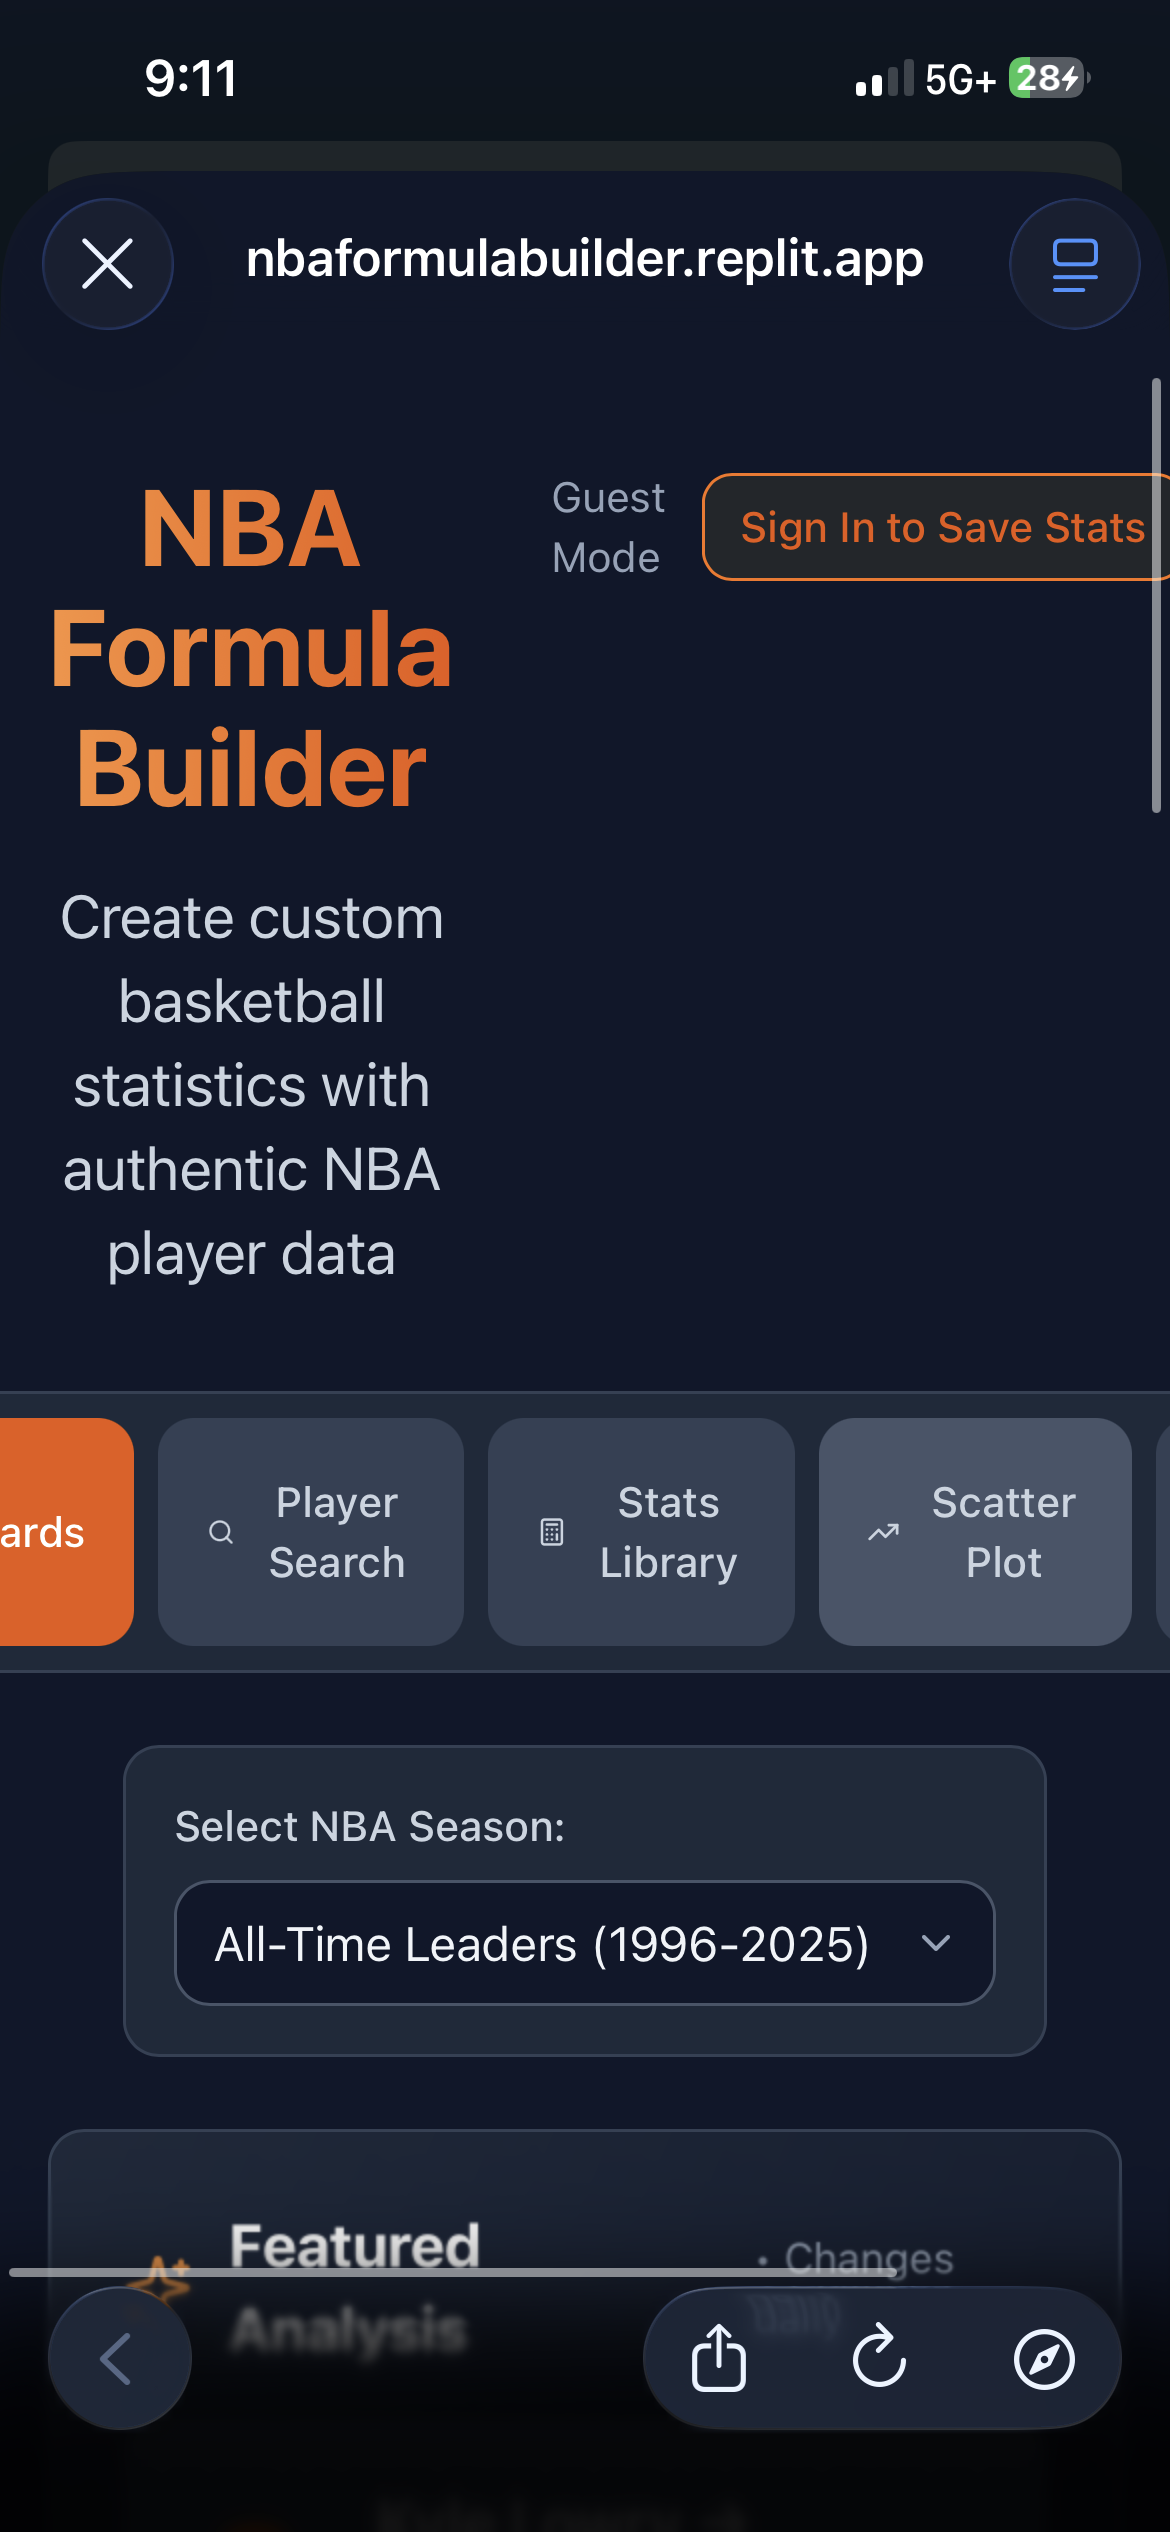 9:11
5G+
28
nbaformulabuilder.replit.app
NBA
Formula
Builder
Guest
Mode
Sign In to Save Stats
Create custom
basketball
statistics with
authentic NBA
player data
ards
Player
Search
Stats
Library
Scatter
Plot
Select NBA Season:
All-Time Leaders (1996-2025)
Featured
Analysis
• Changes
daily